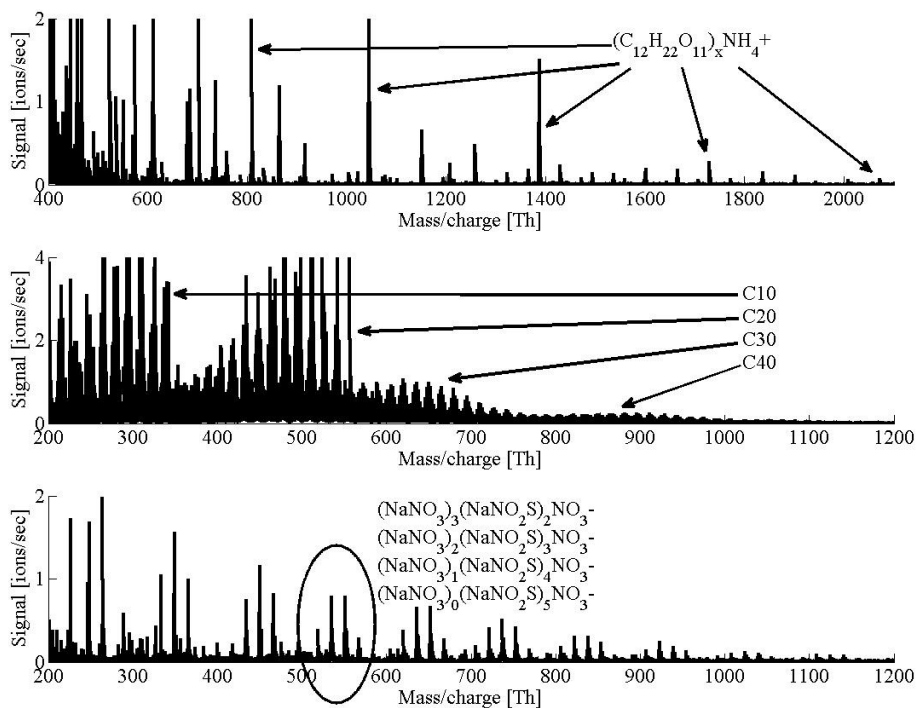 Signal [ions/sec]
2
1
0
(C12H22O11)xNH4+
400 600 800 1000 1200 1400 1600 1800 2000
Mass/charge [Th]
Signal [ions/sec]
4
2
0
C10
C20
C30
C40
200 300 400 500 600 700 800 900 1000 1100 1200
Mass/charge [Th]
Signal [ions/sec]
2
1
0
(NaNO3)3(NaNO2S)2NO3-
(NaNO3)2(NaNO2S)3NO3-
(NaNO3)1(NaNO2S)4NO3-
(NaNO3)0(NaNO2S)5NO3-
200 300 400 500 600 700 800 900 1000 1100 1200
Mass/charge [Th]